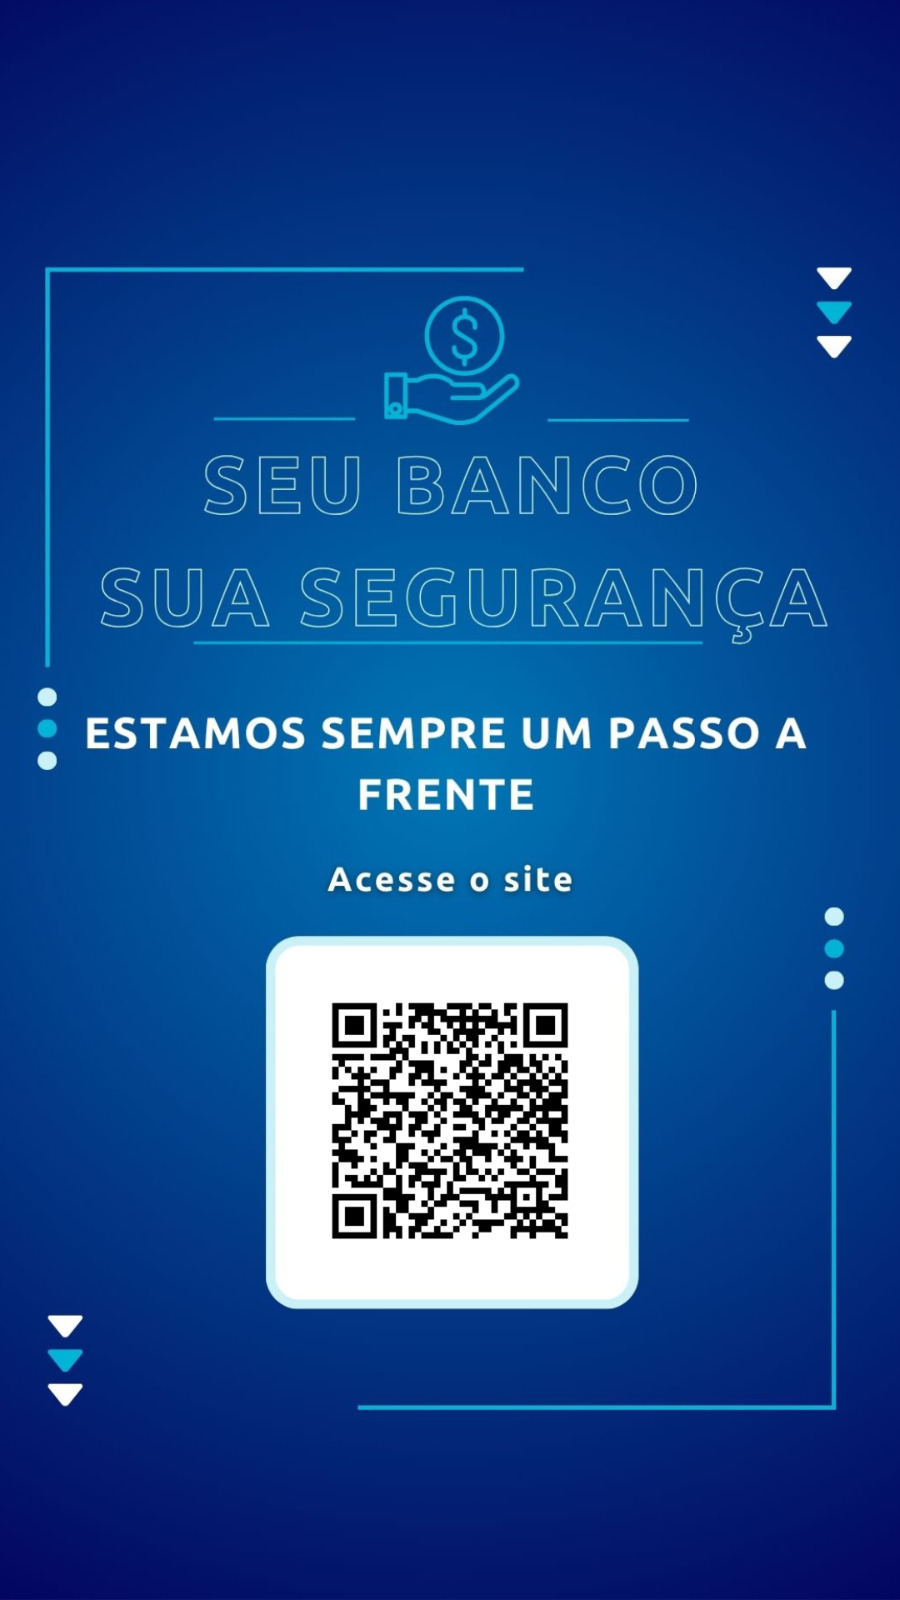 SEU BANCO
SUA SEGURANÇA
ESTAMOS SEMPRE UM PASSO A
FRENTE
Acesse o site